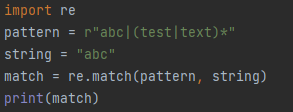 import re
pattern = r"abc|(test|text)*"
string = "abc"
match = re.match(pattern, string)
print(match)